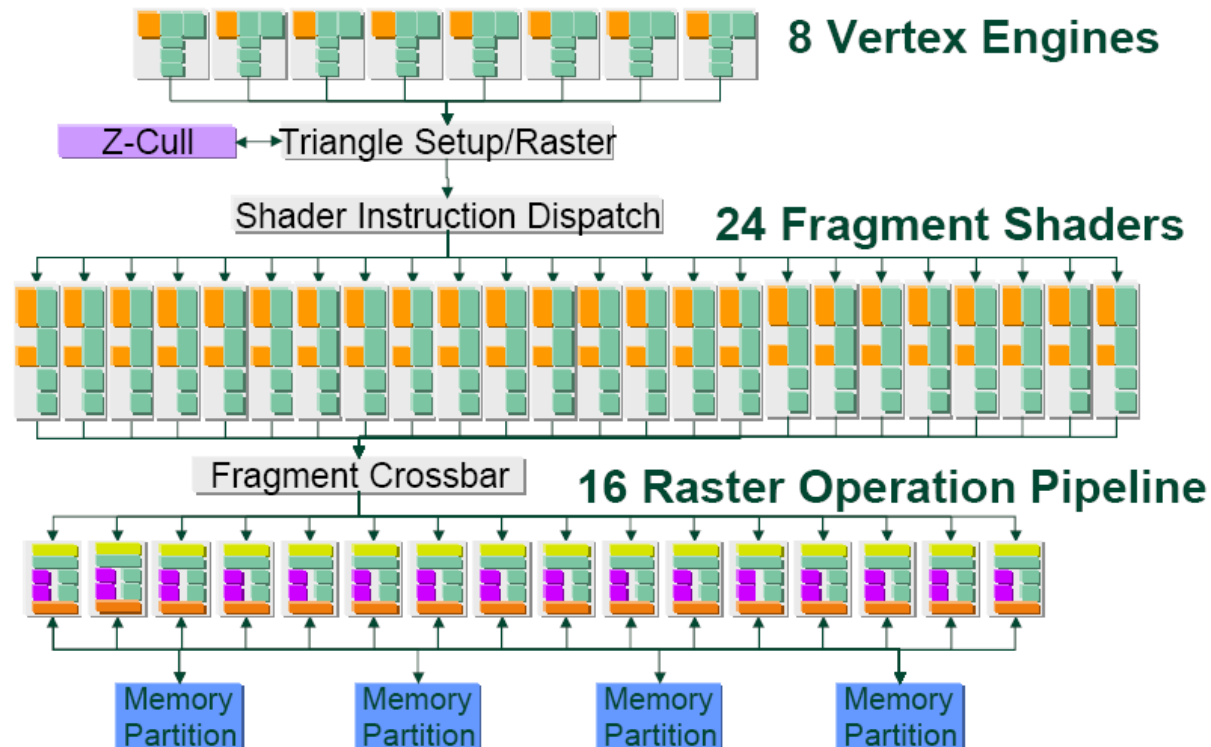 8 Vertex Engines
Z-Cull
Triangle Setup/Raster
Shader Instruction Dispatch
24 Fragment Shaders
Fragment Crossbar
16 Raster Operation Pipeline
Memory
Partition
Memory
Partition
Memory
Partition
Memory
Partition